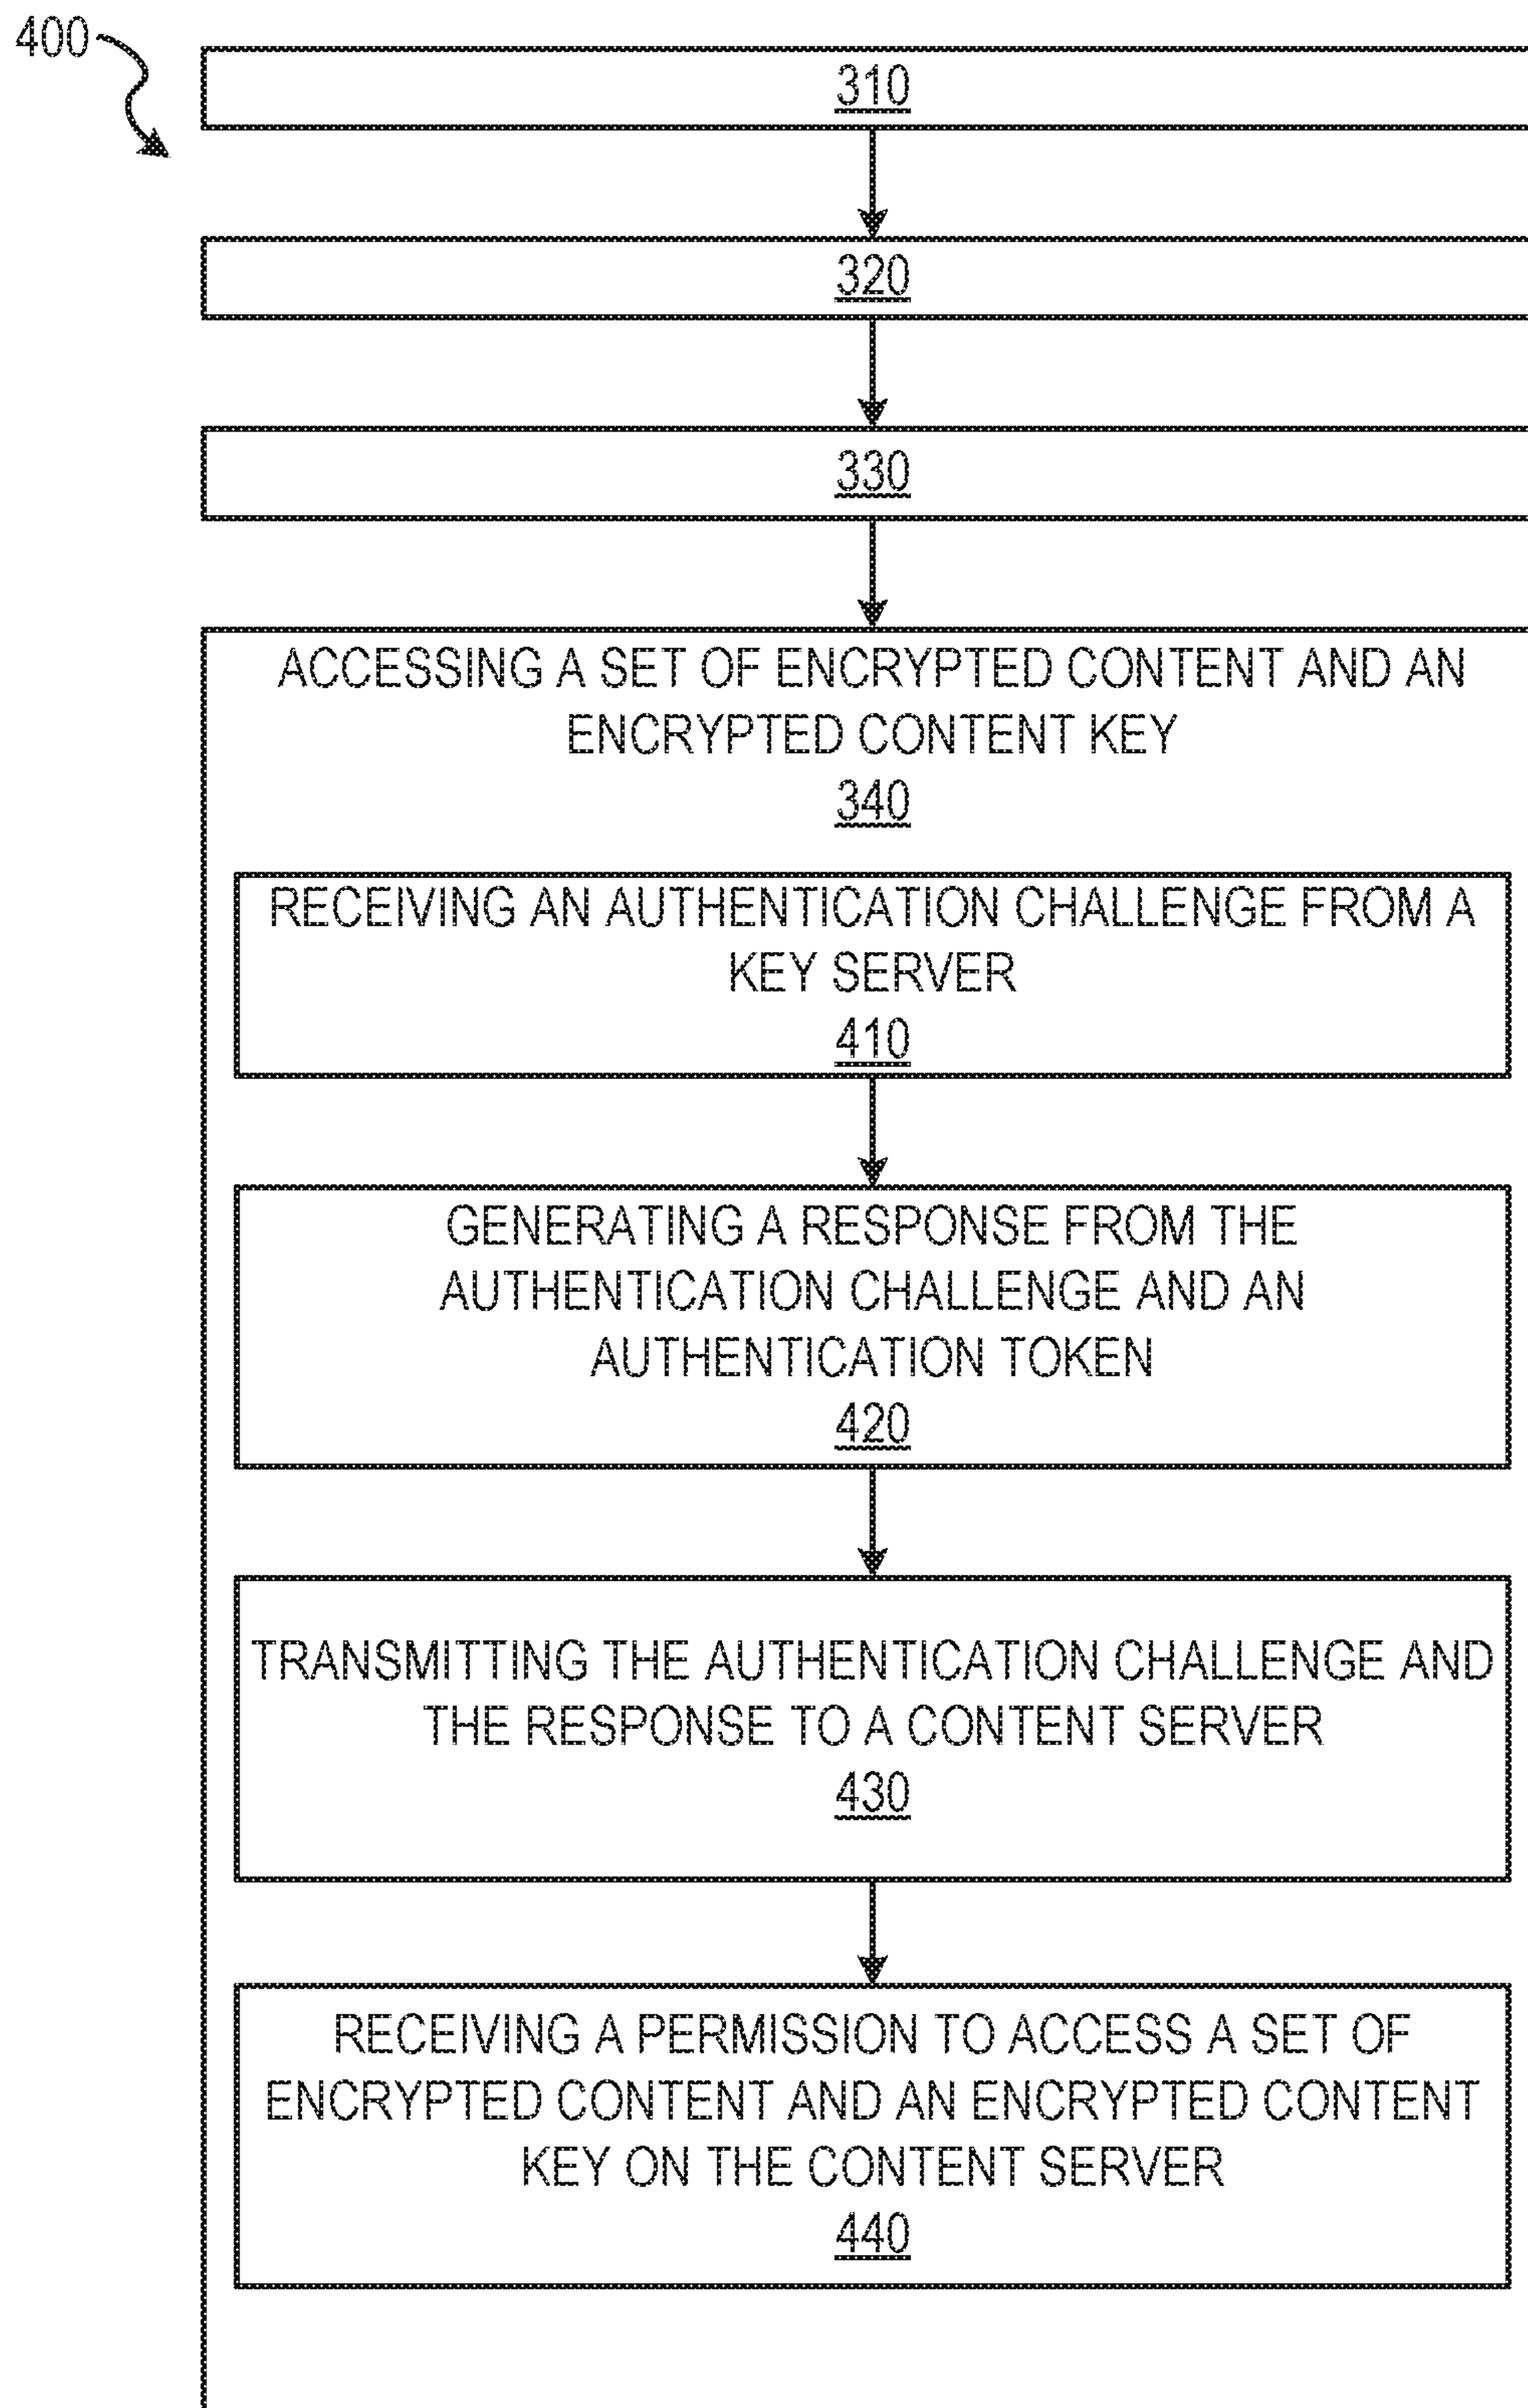 400
310
320
330
ACCESSING A SET OF ENCRYPTED CONTENT AND AN
ENCRYPTED CONTENT KEY
340
RECEIVING AN AUTHENTICATION CHALLENGE FROM A
KEY SERVER
410
GENERATING A RESPONSE FROM THE
AUTHENTICATION CHALLENGE AND AN
AUTHENTICATION TOKEN
420
TRANSMITTING THE AUTHENTICATION CHALLENGE AND
THE RESPONSE TO A CONTENT SERVER
430
RECEIVING A PERMISSION TO ACCESS A SET OF
ENCRYPTED CONTENT AND AN ENCRYPTED CONTENT
KEY ON THE CONTENT SERVER
440